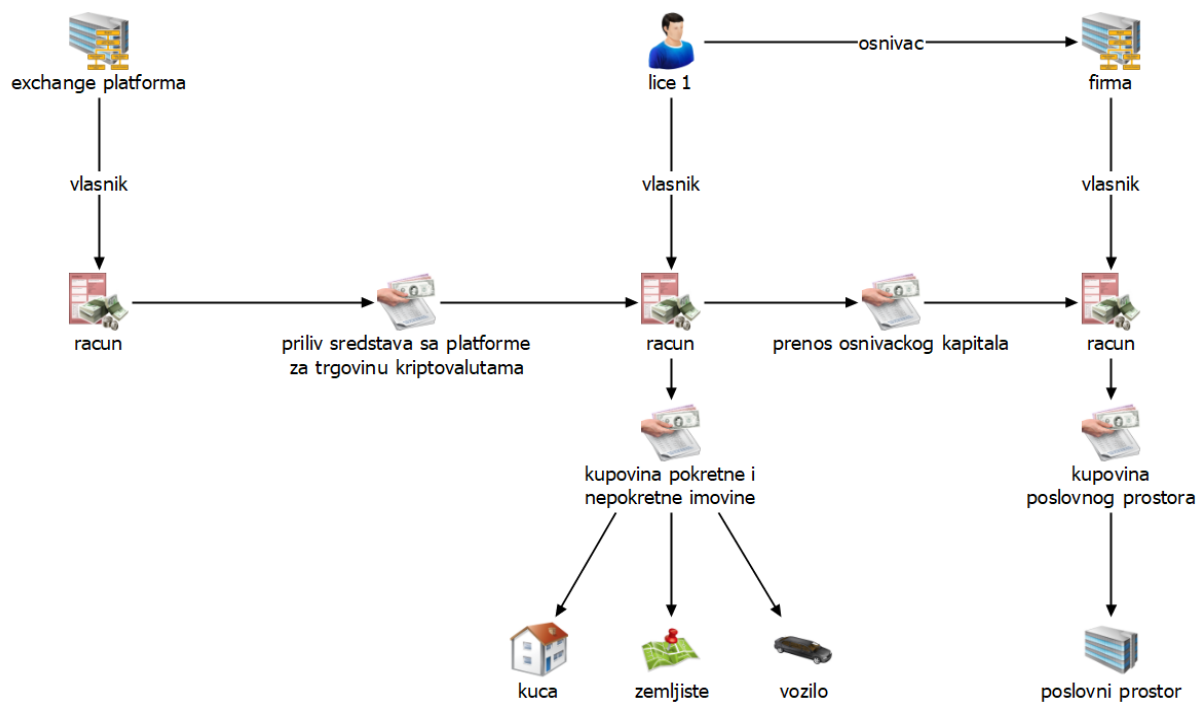 exchange platforma
lice 1
osnivac
firma
vlasnik
vlasnik
vlasnik
racun
priliv sredstava sa platforme
za trgovinu kriptovalutama
racun
prenos osnivackog kapitala
racun
kupovina pokretne i
nepokretne imovine
kupovina
poslovnog prostora
kuca
zemljiste
vozilo
poslovni prostor